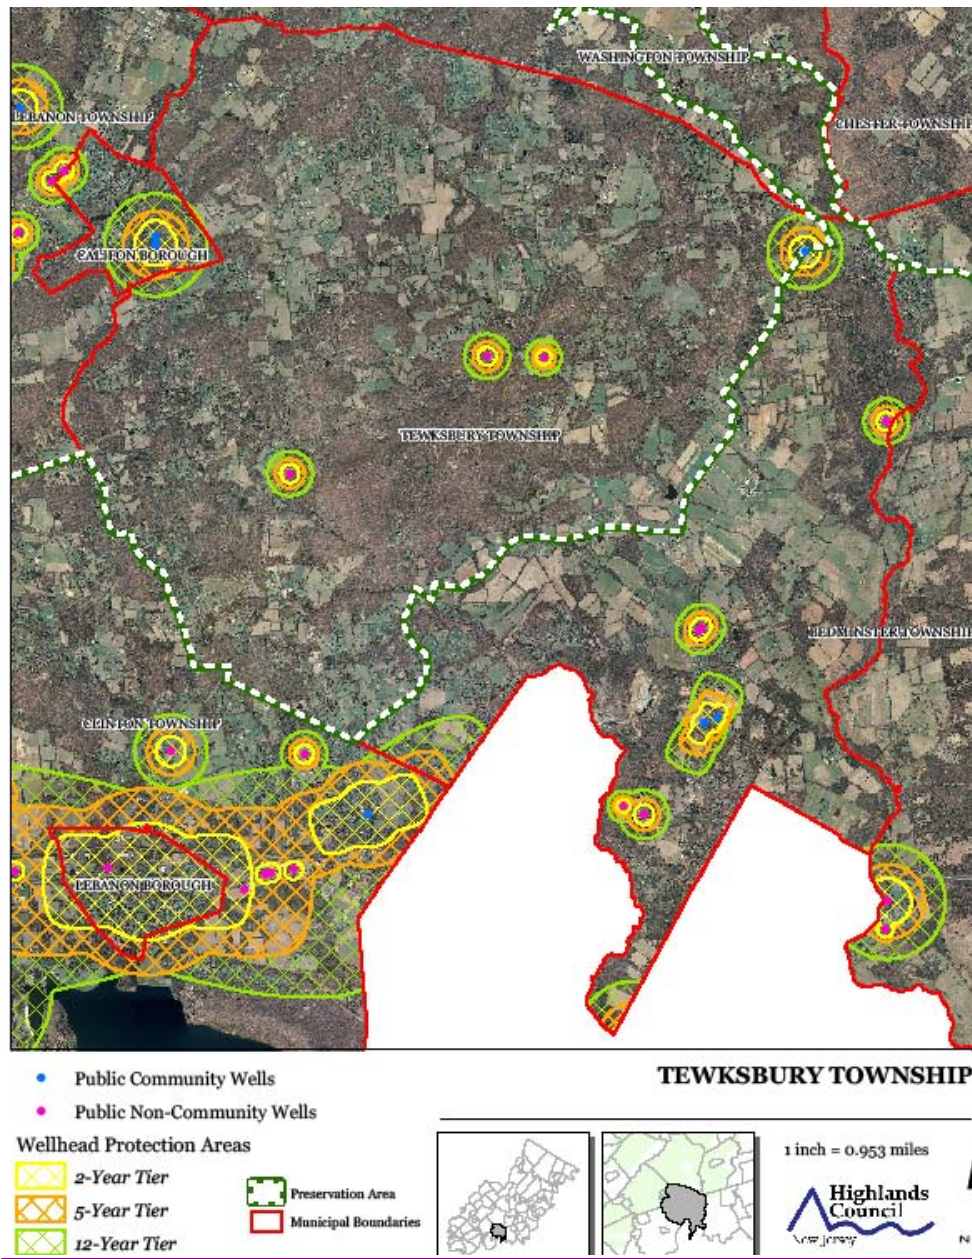 WASHINGTON TOWNSHIP
LEBANON TOWNSHIP
CHESTER TOWNSHIP
CALIFON BOROUGH
TEWKSBURY TOWNSHIP
BEDMINSTER TOWNSHIP
CLINTON TOWNSHIP
LEBANON BOROUGH
Public Community Wells
Public Non-Community Wells
Wellhead Protection Areas
2-Year Tier
5-Year Tier
12-Year Tier
Preservation Area
Municipal Boundaries
TEWKSBURY TOWNSHIP
1 inch = 0.953 miles
Highlands
Council
New Jersey
N